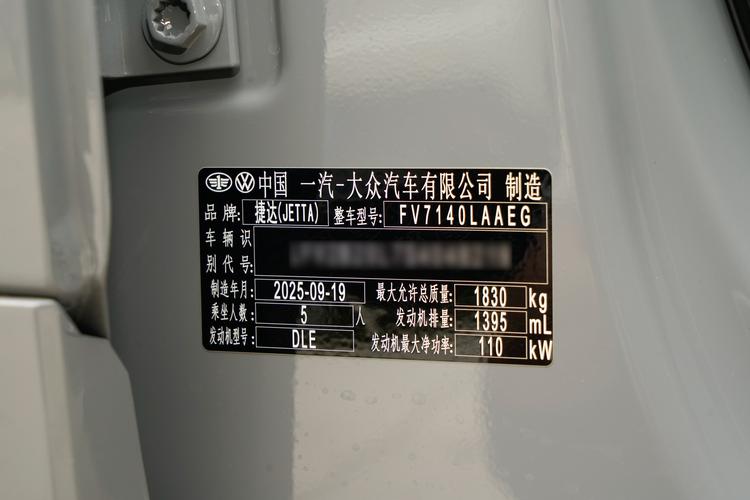 中国 一汽-大众汽车有限公司 制造
品牌: 捷达(JETTA) 整车型号: FV7140LAAEG
车辆识
别代号:
制造年月: 2025-09-19 最大允许总质量: 1830 kg
乘坐人数: 5 人 发动机排量: 1395 mL
发动机型号: DLE 发动机最大净功率: 110 kW